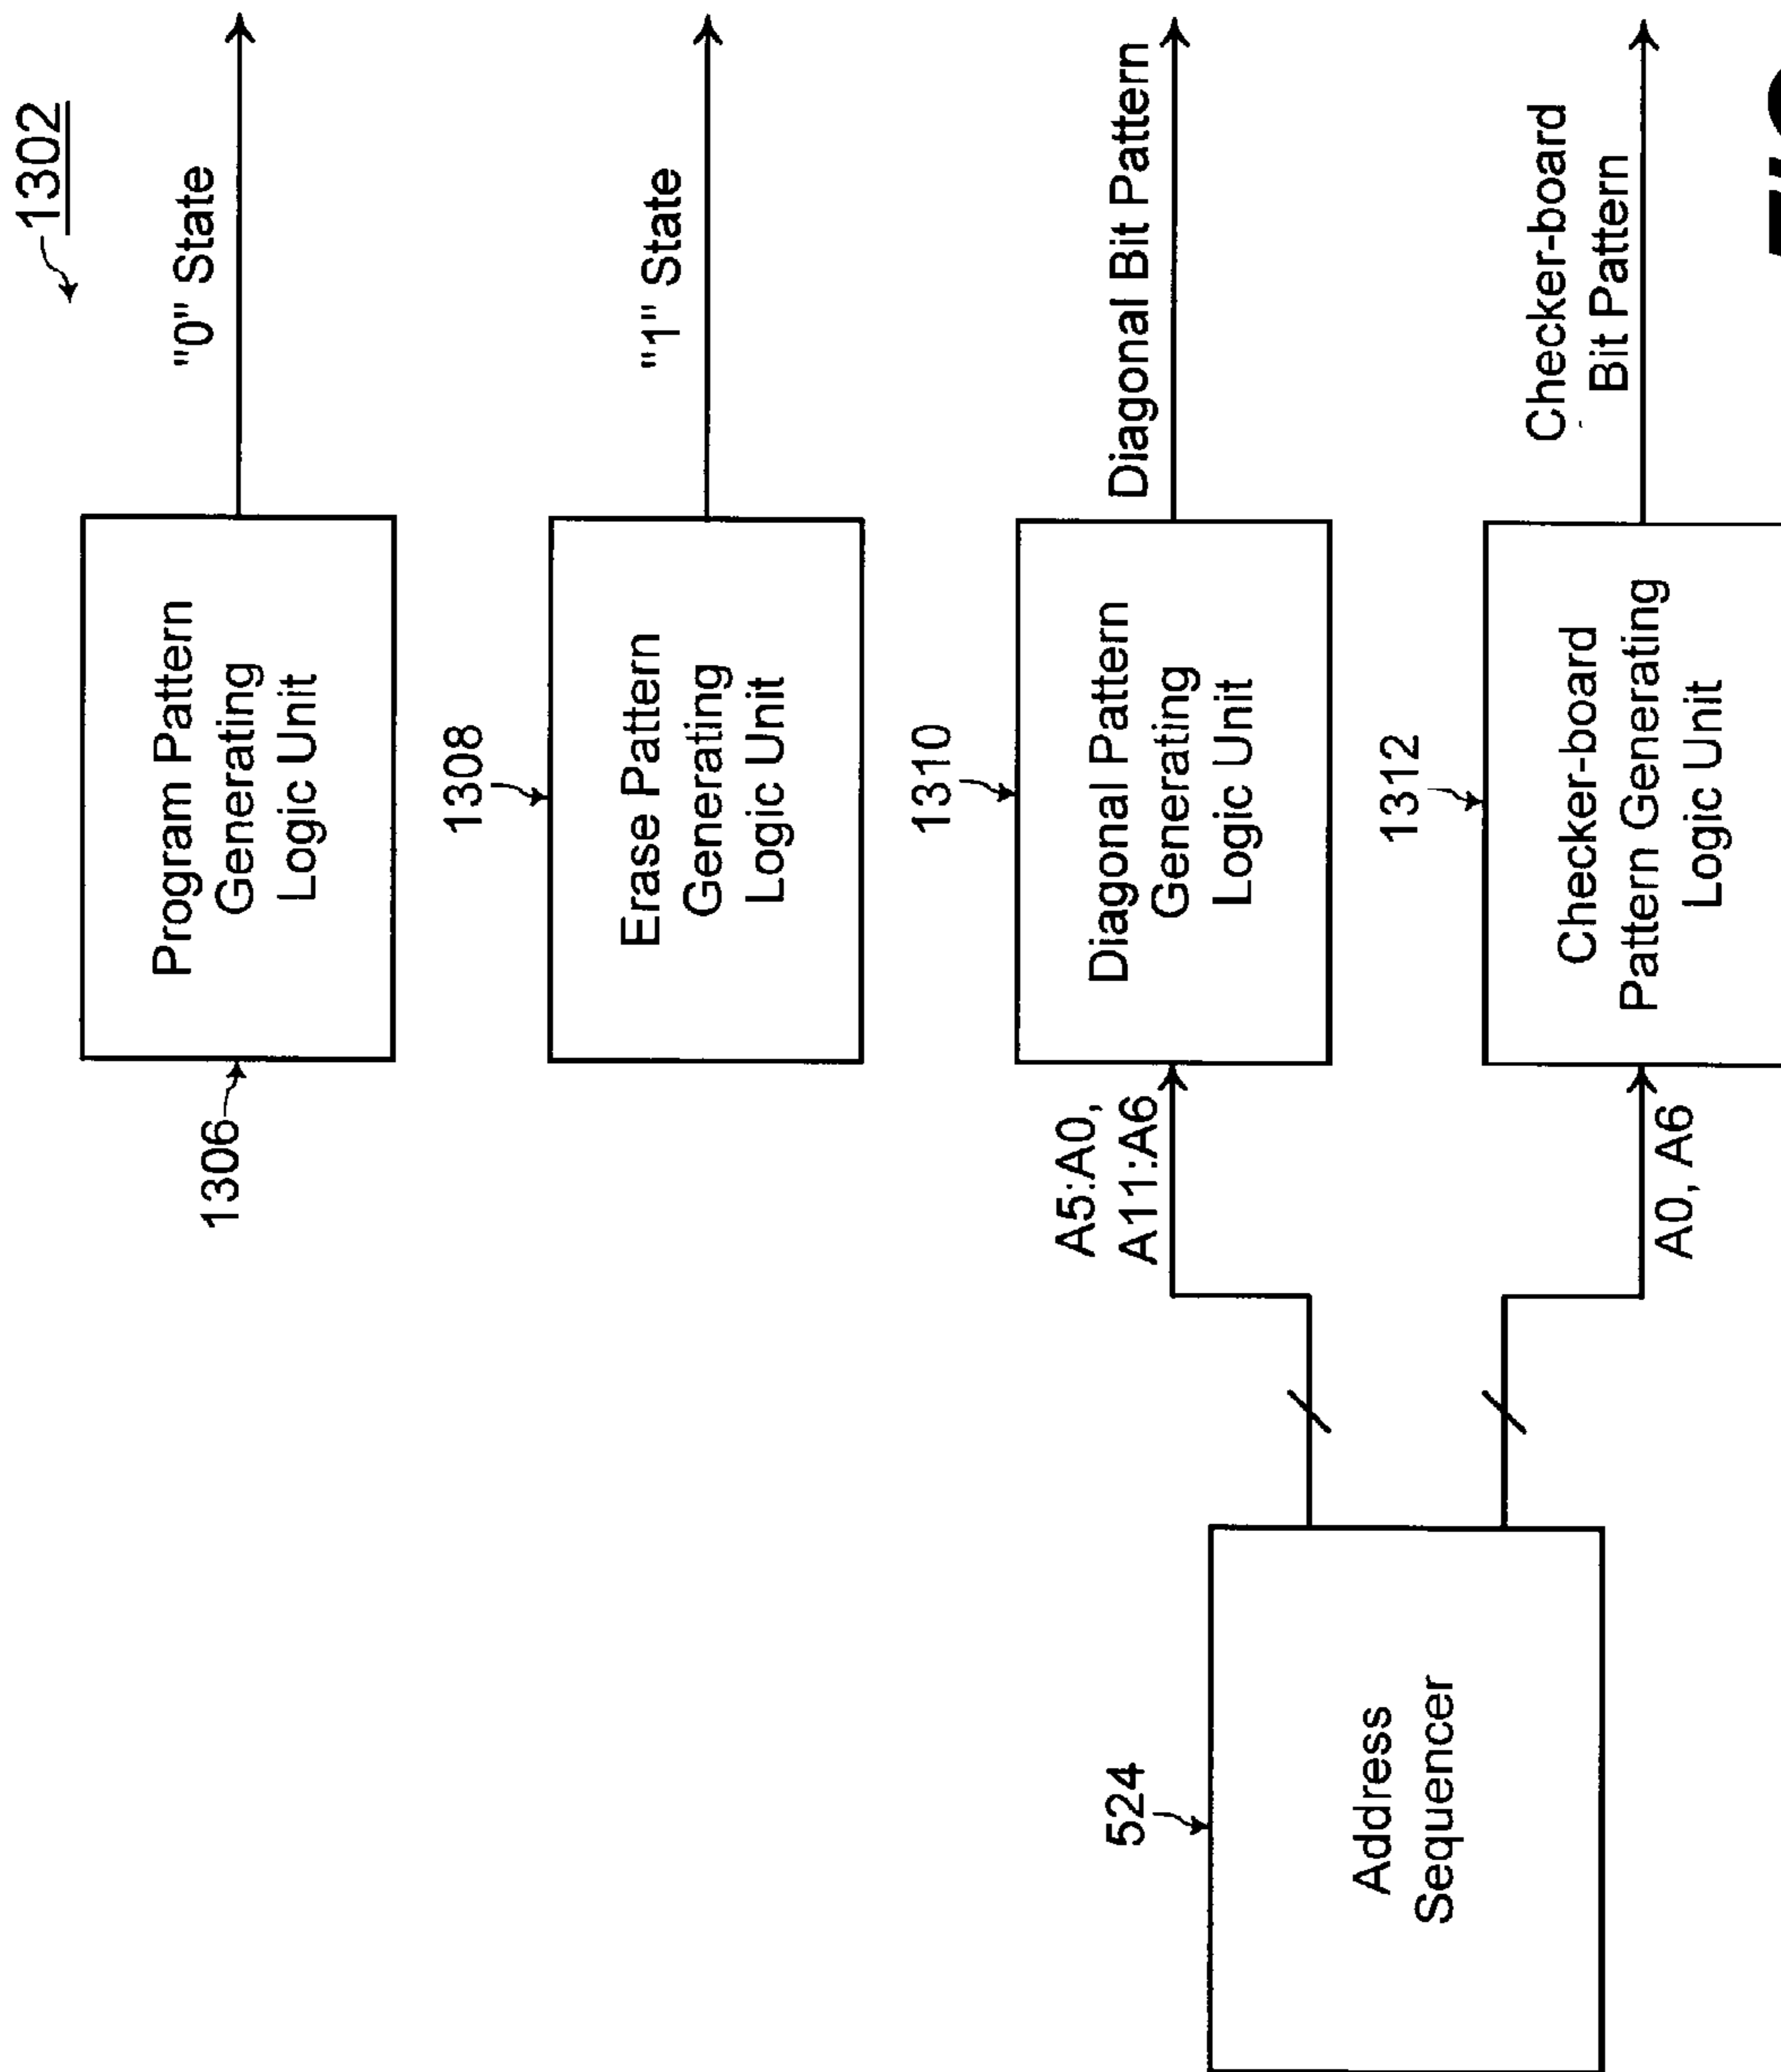 1302
1306
Program Pattern
Generating
Logic Unit
"0" State
1308
Erase Pattern
Generating
Logic Unit
"1" State
1310
A5:A0,
A11:A6
Diagonal Pattern
Generating
Logic Unit
Diagonal Bit Pattern
1312
A0, A6
Checker-board
Pattern Generating
Logic Unit
Checker-board
Bit Pattern
524
Address
Sequencer